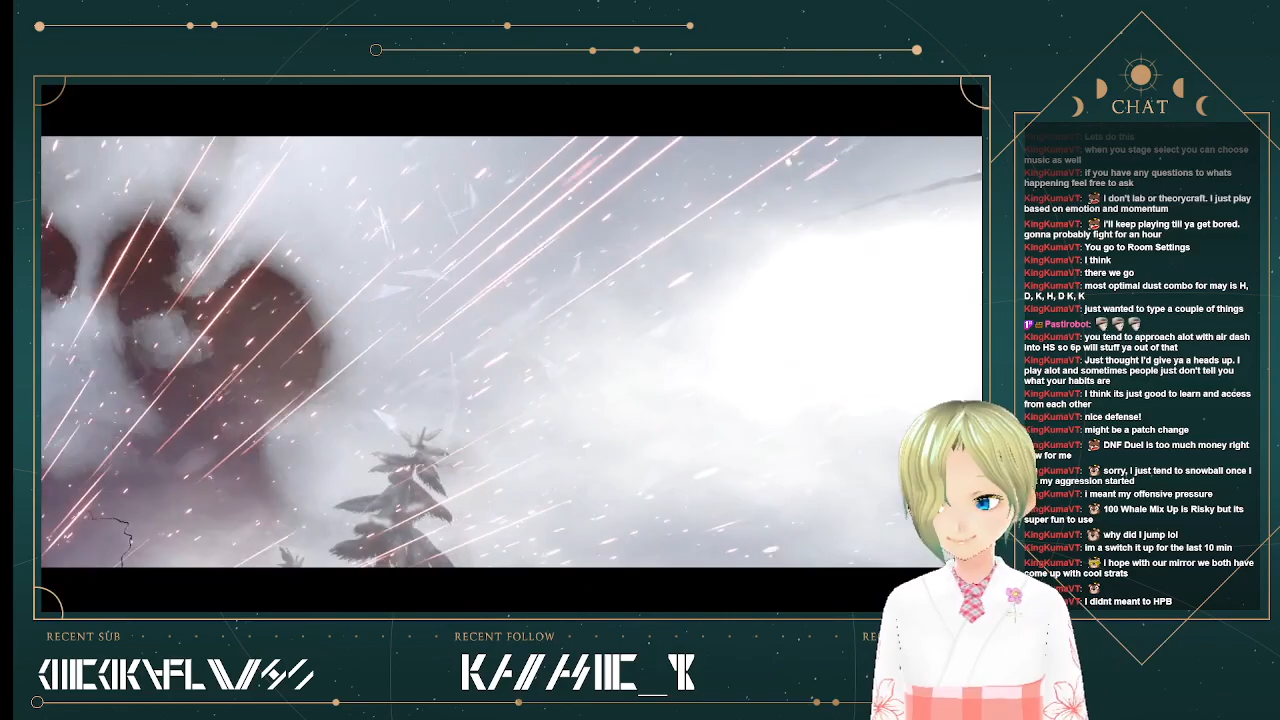 CHAT
KingKumaVT: Lets do this
KingKumaVT: when you stage select you can choose
music as well
KingKumaVT: if you have any questions to whats
happening feel free to ask
KingKumaVT: I don't lab or theorycraft. I just play
based on emotion and momentum
KingKumaVT: I'll keep playing till ya get bored.
gonna probably fight for an hour
KingKumaVT: You go to Room Settings
KingKumaVT: I think
KingKumaVT: there we go
KingKumaVT: most optimal dust combo for may is H,
D, K, H, D K, K
KingKumaVT: just wanted to type a couple of things
Pastirobot:
KingKumaVT: you tend to approach alot with air dash
into HS so 6p will stuff ya out of that
KingKumaVT: Just thought I'd give ya a heads up. I
play alot and sometimes people just don't tell you
what your habits are
KingKumaVT: I think its just good to learn and access
from each other
KingKumaVT: nice defense!
KingKumaVT: might be a patch change
KingKumaVT: DNF Duel is too much money right
for me
KumaVT: sorry, I just tend to snowball once I
my aggression started
KingKumaVT: i meant my offensive pressure
KumaVT: 100 Whale Mix Up is Risky but its
super fun to use
KumaVT: why did I jump lol
KumaVT: im a switch it up for the last 10 min
KumaVT: I hope with our mirror we both have
come up with cool strats
I didnt meant to HPB
RECENT SUB
RECENT FOLLOW